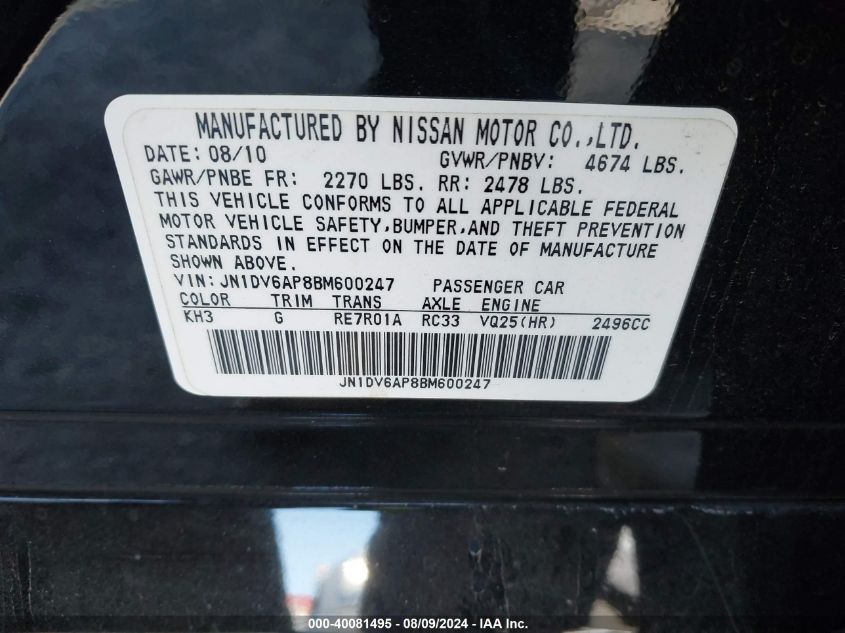 MANUFACTURED BY NISSAN MOTOR CO.,LTD.
DATE: 08/10 GVWR/PNBV: 4674 LBS.
GAWR/PNBE FR: 2270 LBS. RR: 2478 LBS.
THIS VEHICLE CONFORMS TO ALL APPLICABLE FEDERAL
MOTOR VEHICLE SAFETY,BUMPER,AND THEFT PREVENTION
STANDARDS IN EFFECT ON THE DATE OF MANUFACTURE
SHOWN ABOVE.
VIN: JN1DV6AP8BM600247 PASSENGER CAR
COLOR TRIM TRANS AXLE ENGINE
KH3 G RE7R01A RC33 VQ25(HR) 2496CC
JN1DV6AP8BM600247
000-40081495 - 08/09/2024 - IAA Inc.